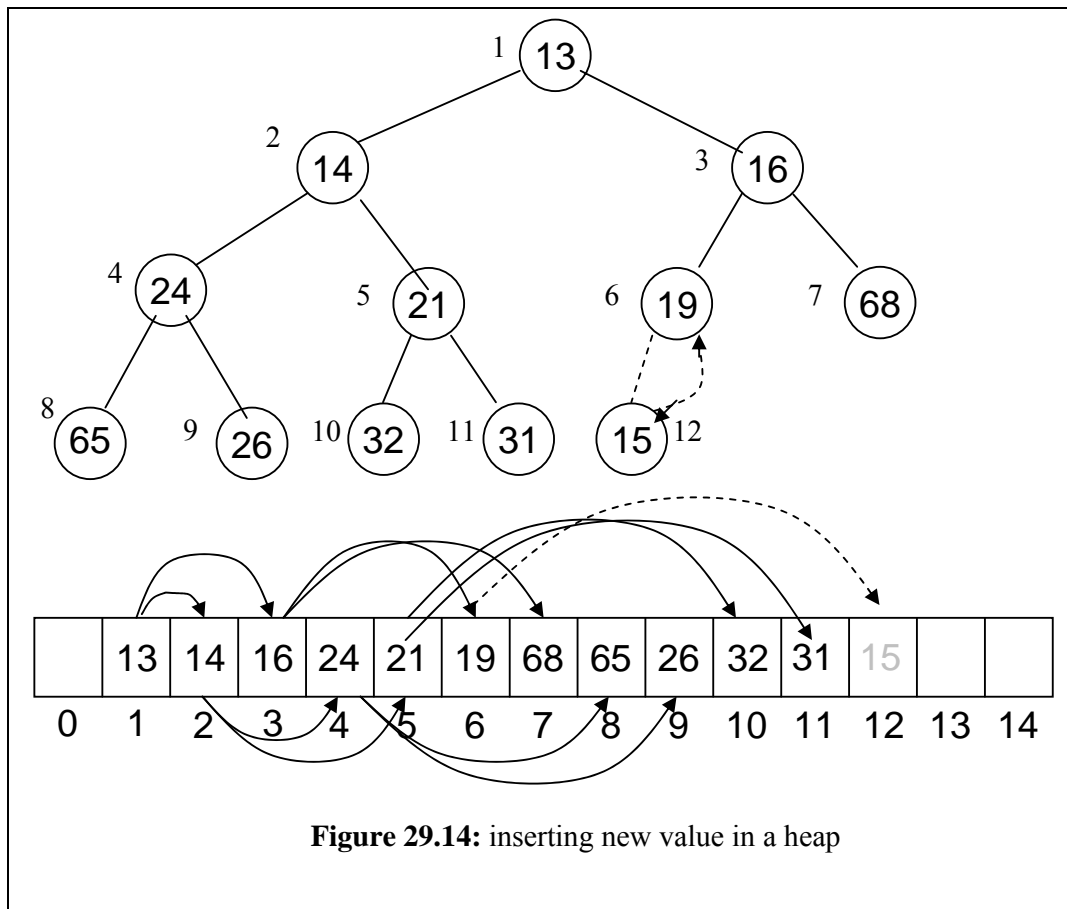 1 13
2 14 3 16
4 24 5 21 6 19 7 68
8 65 9 26 10 32 11 31 15 12
13 14 16 24 21 19 68 65 26 32 31 15
0 1 2 3 4 5 6 7 8 9 10 11 12 13 14
Figure 29.14: inserting new value in a heap